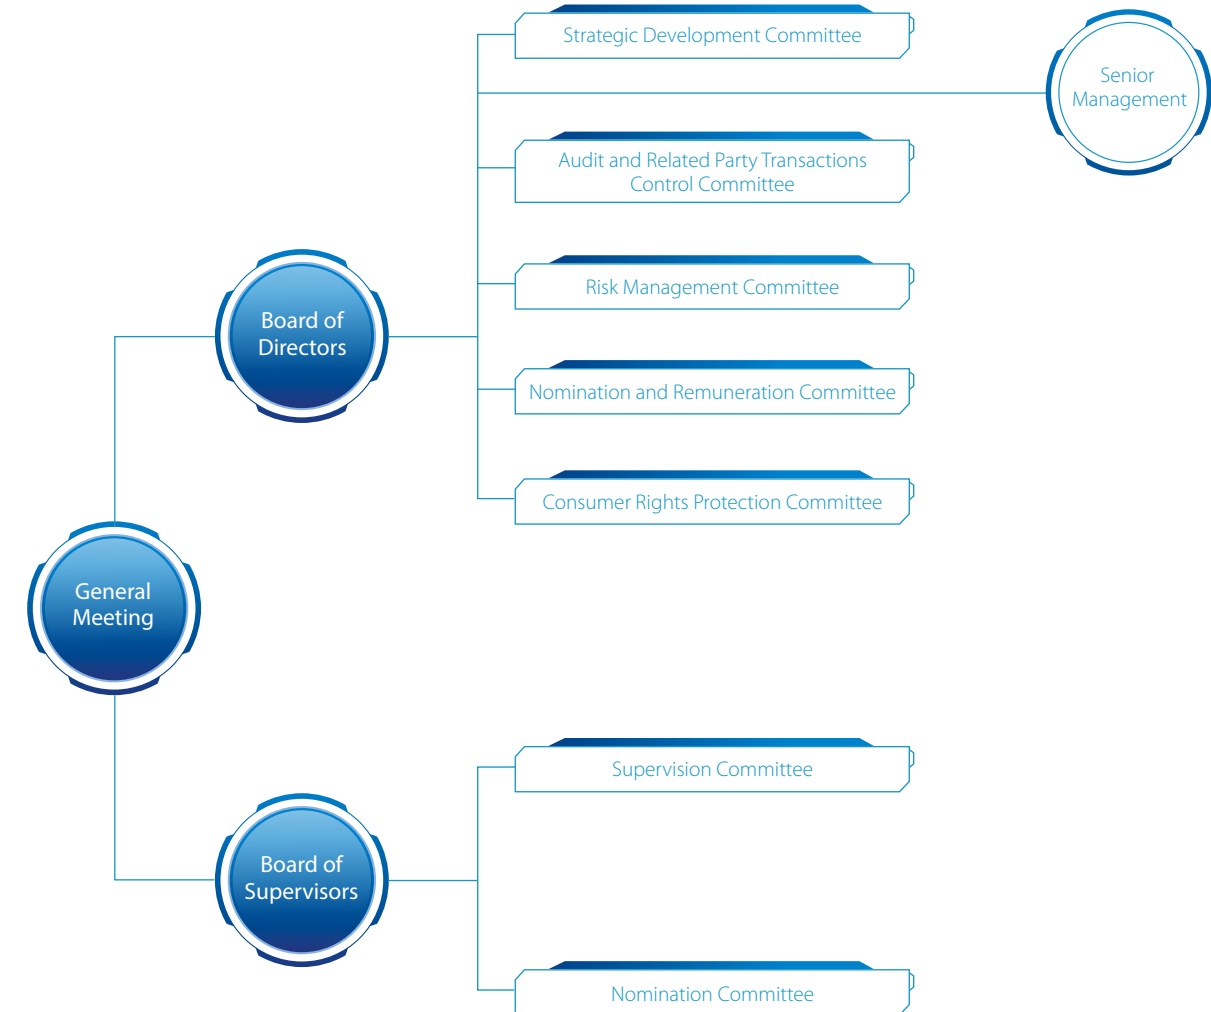 Strategic Development Committee
Senior
Management
Audit and Related Party Transactions
Control Committee
Risk Management Committee
Board of
Directors
Nomination and Remuneration Committee
Consumer Rights Protection Committee
General
Meeting
Supervision Committee
Board of
Supervisors
Nomination Committee